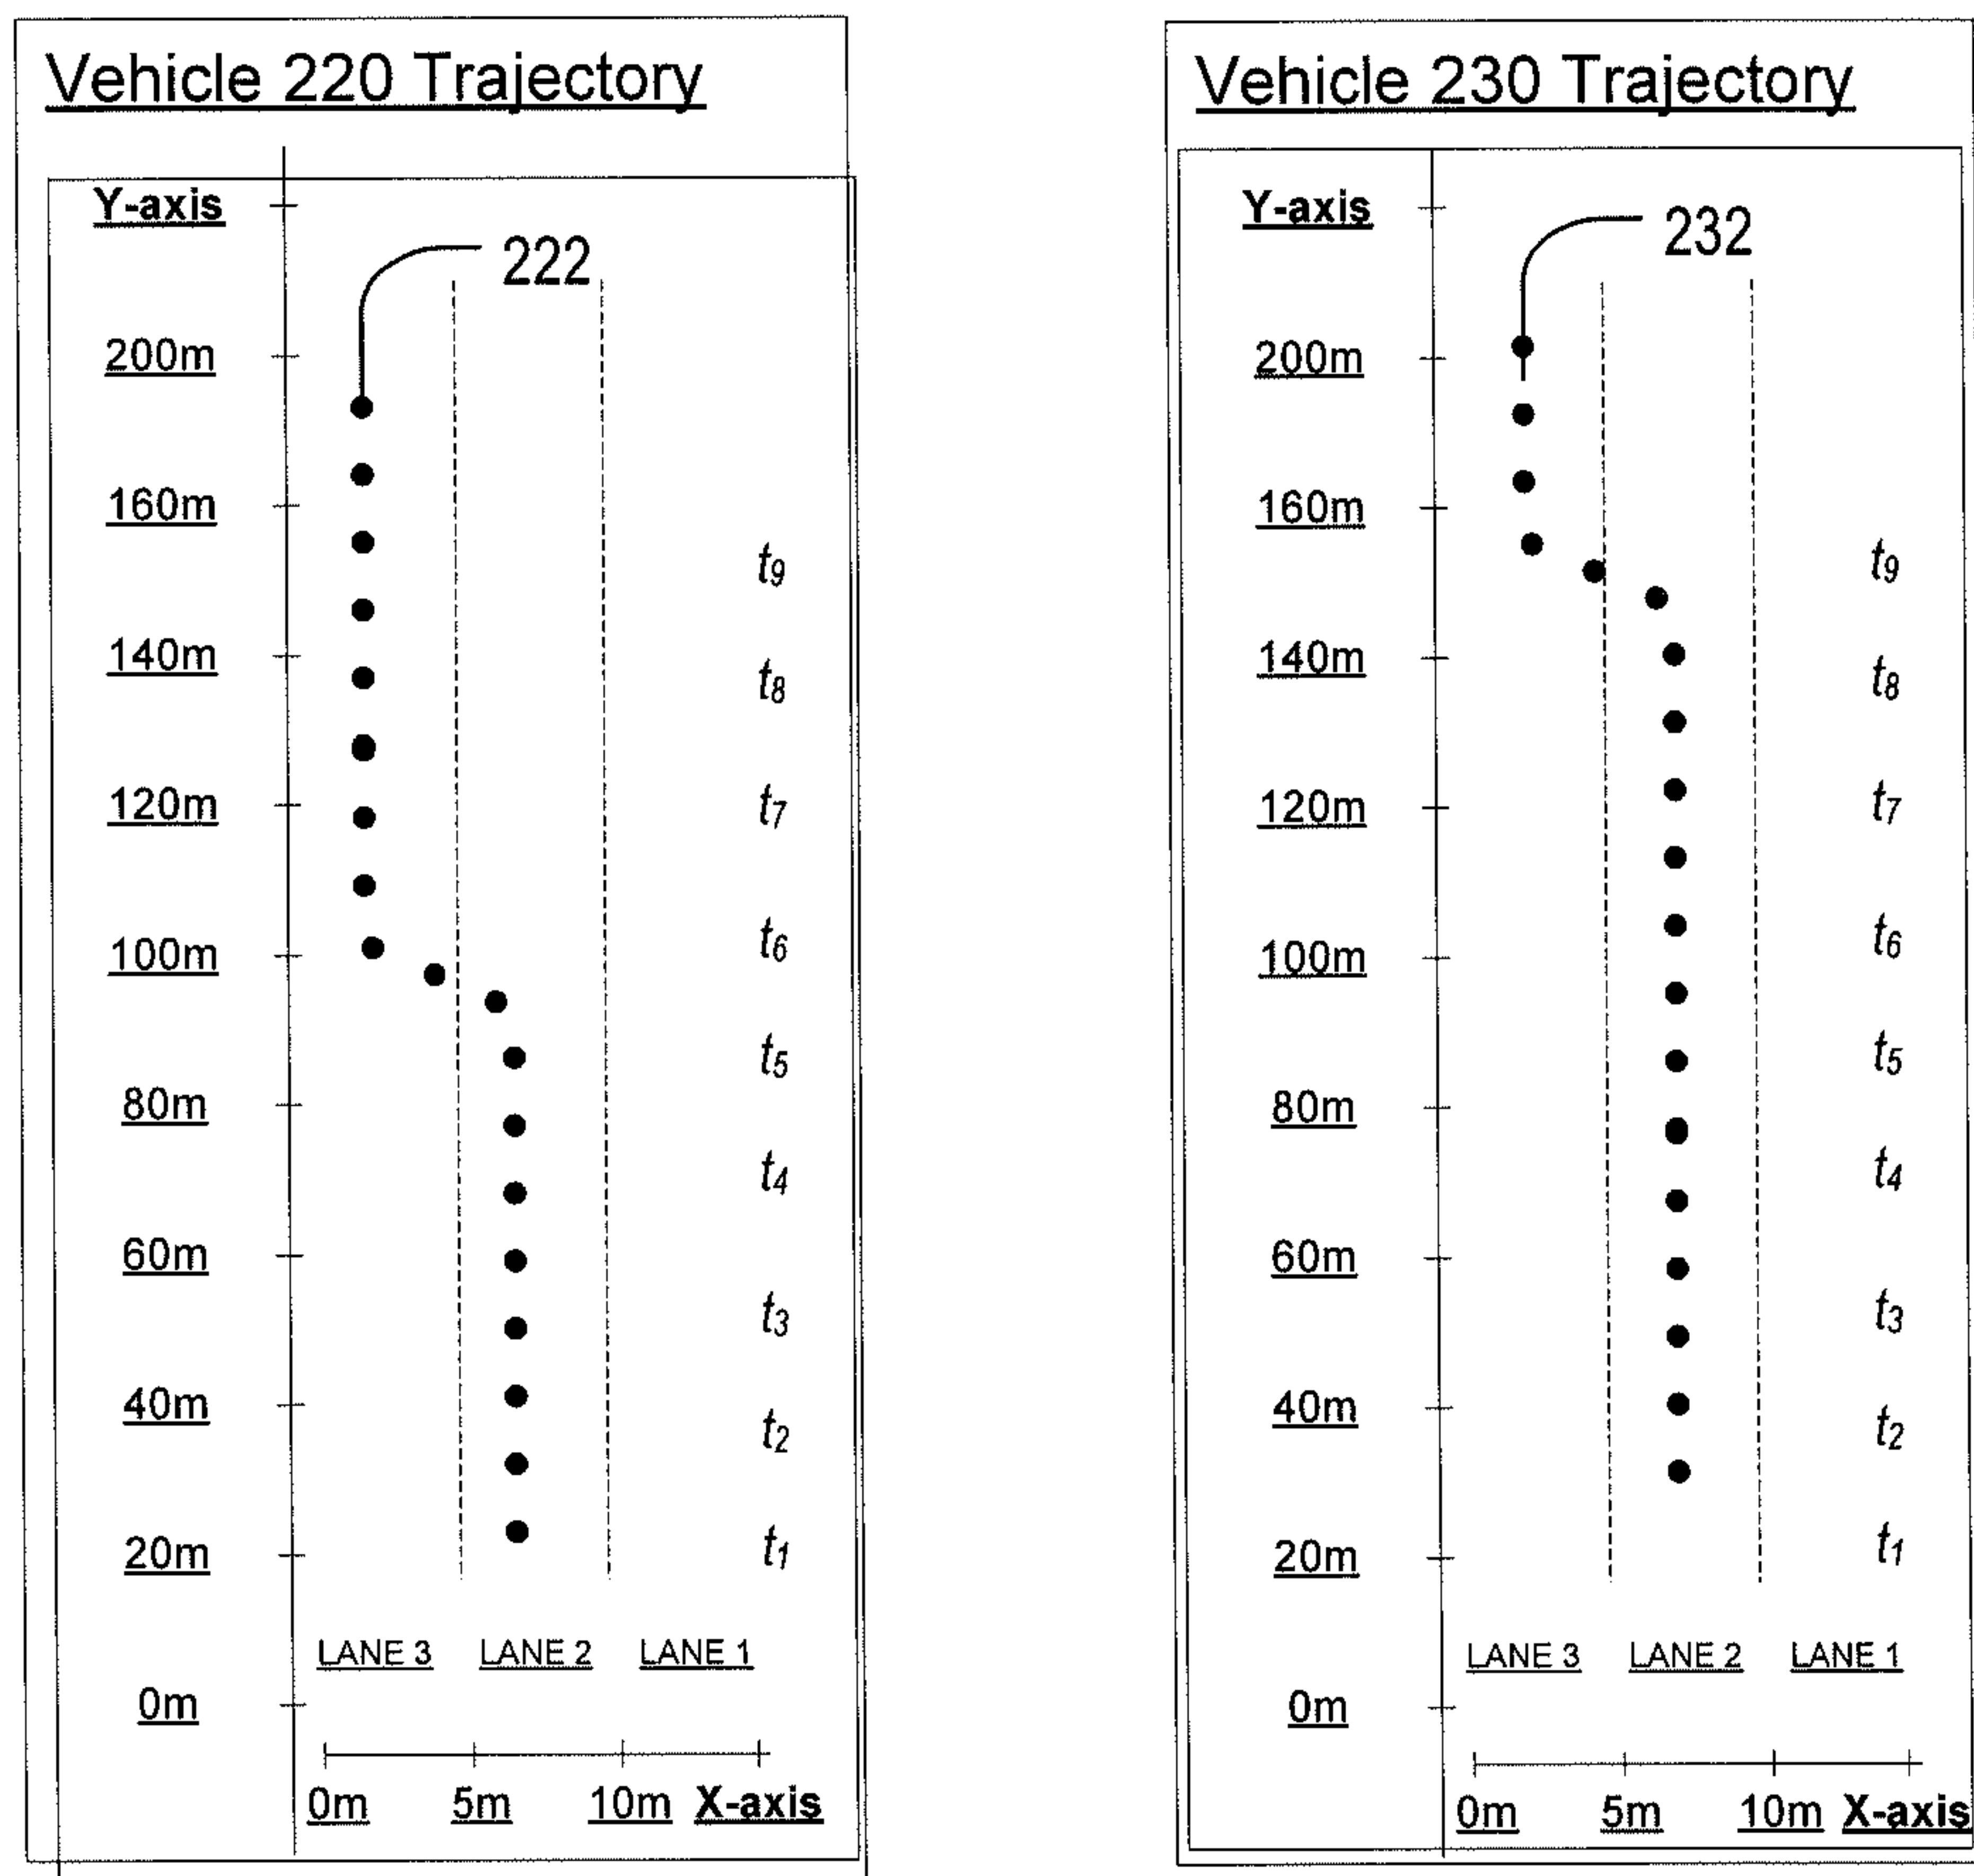 Vehicle 220 Trajectory
Y-axis
222
200m
160m
t9
140m
t8
120m
t7
100m
t6
t5
80m
t4
60m
t3
40m
t2
20m
t1
LANE 3 LANE 2 LANE 1
0m
0m 5m 10m X-axis
Vehicle 230 Trajectory
Y-axis
232
200m
160m
t9
140m
t8
120m
t7
100m
t6
t5
80m
t4
60m
t3
40m
t2
20m
t1
LANE 3 LANE 2 LANE 1
0m
0m 5m 10m X-axis